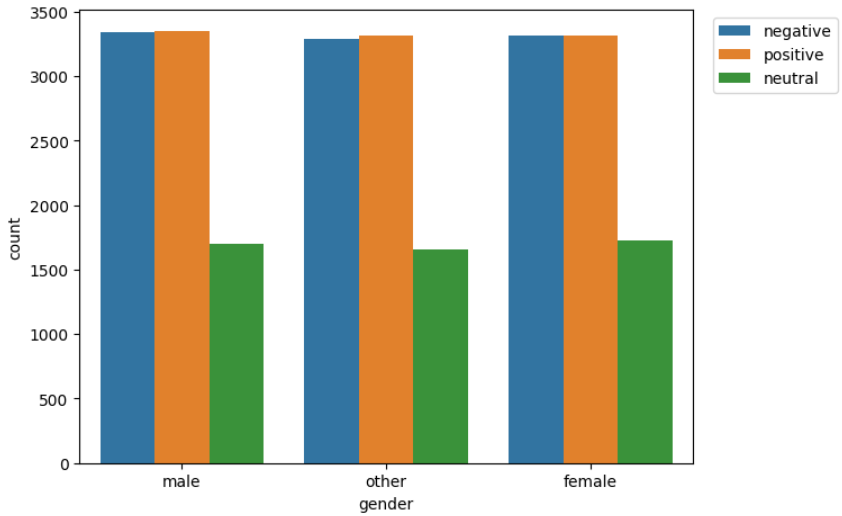 3500
3000
2500
2000
1500
1000
500
0
count
male
other
female
gender
negative
positive
neutral